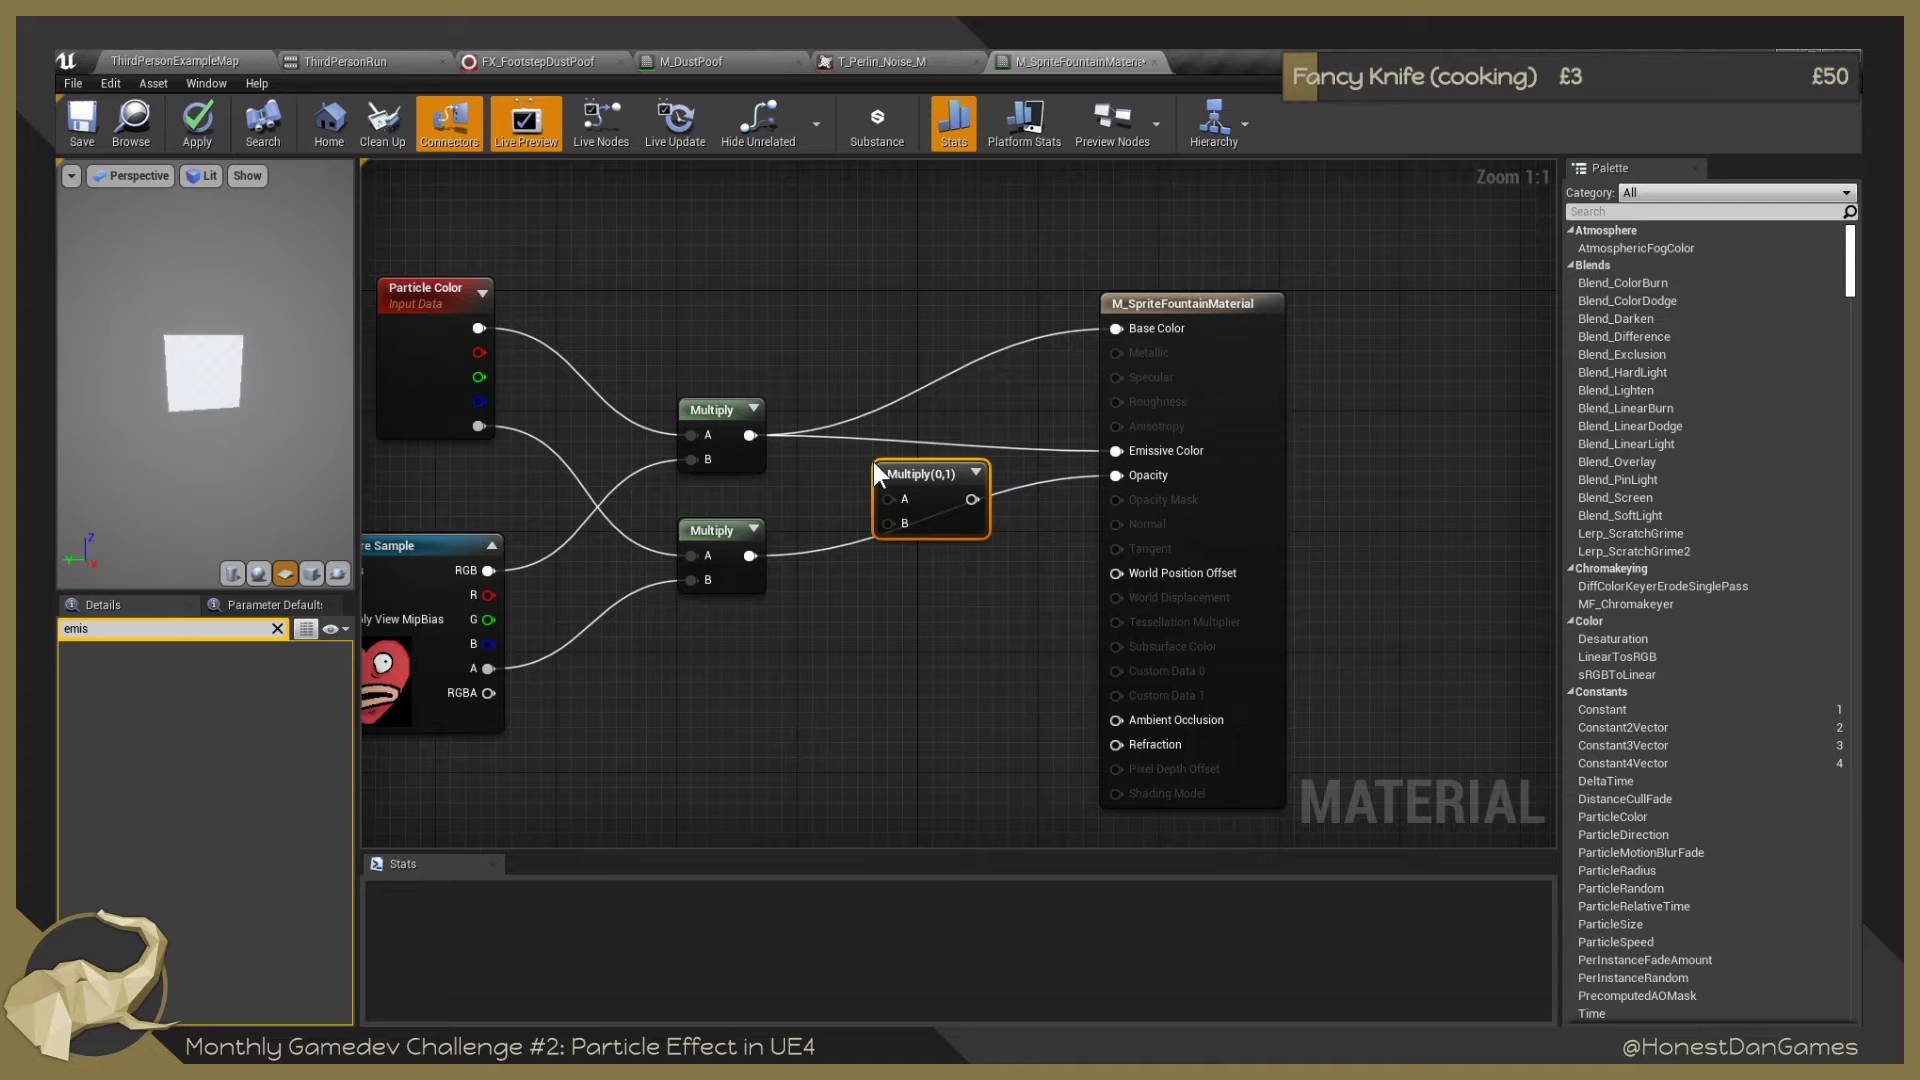 ThirdPersonExampleMap
ThirdPersonRun
FX_FootstepDustPoof
M_DustPoof
T_Perlin_Noise_M
M_SpriteFountainMaterial*
Fancy Knife (cooking) £3 £50
File Edit Asset Window Help
Save Browse Apply Search Home Clean Up Connectors Live Preview Live Nodes Live Update Hide Unrelated Substance Stats Platform Stats Preview Nodes Hierarchy
Perspective Lit Show
Zoom 1:1
Palette
Category: All
Search
Atmosphere
AtmosphericFogColor
Blends
Blend_ColorBurn
Blend_ColorDodge
Blend_Darken
Blend_Difference
Blend_Exclusion
Blend_HardLight
Blend_Lighten
Blend_LinearBurn
Blend_LinearDodge
Blend_LinearLight
Blend_Overlay
Blend_PinLight
Blend_Screen
Blend_SoftLight
Lerp_ScratchGrime
Lerp_ScratchGrime2
Chromakeying
DiffColorKeyerErodeSinglePass
MF_Chromakeyer
Color
Desaturation
LinearTosRGB
sRGBToLinear
Constants
Constant 1
Constant2Vector 2
Constant3Vector 3
Constant4Vector 4
DeltaTime
DistanceCullFade
ParticleColor
ParticleDirection
ParticleMotionBlurFade
ParticleRadius
ParticleRandom
ParticleRelativeTime
ParticleSize
ParticleSpeed
PerInstanceFadeAmount
PerInstanceRandom
PrecomputedAOMask
Time
Particle Color
Input Data
re Sample
RGB
R
ply View MipBias G
B
A
RGBA
Multiply
A
B
Multiply
A
B
Multiply(0,1)
A
B
M_SpriteFountainMaterial
Base Color
Metallic
Specular
Roughness
Anisotropy
Emissive Color
Opacity
Opacity Mask
Normal
Tangent
World Position Offset
World Displacement
Tessellation Multiplier
Subsurface Color
Custom Data 0
Custom Data 1
Ambient Occlusion
Refraction
Pixel Depth Offset
Shading Model
MATERIAL
Z
Y
X
Details
Parameter Default
emis
Stats
Monthly Gamedev Challenge #2: Particle Effect in UE4
@HonestDanGames